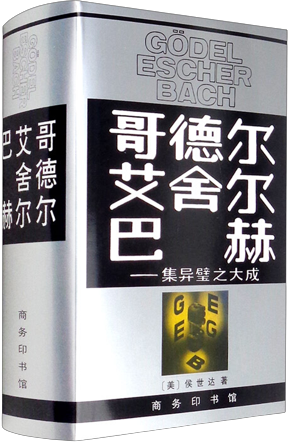 GÖDEL
ESCHER
BACH
哥德尔
艾舍尔
巴赫
——集异璧之大成
G E
E G
B
[美] 侯世达 著
商务印书馆
哥德尔
艾舍尔
巴赫
商务印书馆